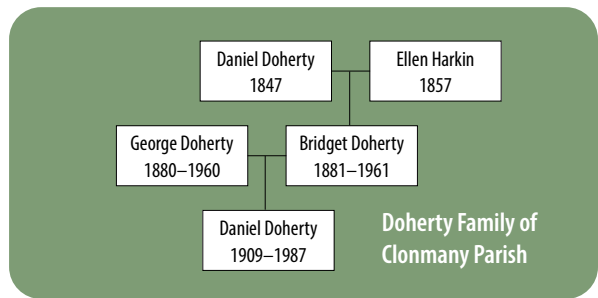 Daniel Doherty
1847
Ellen Harkin
1857
George Doherty
1880–1960
Bridget Doherty
1881–1961
Daniel Doherty
1909–1987
Doherty Family of
Clonmany Parish